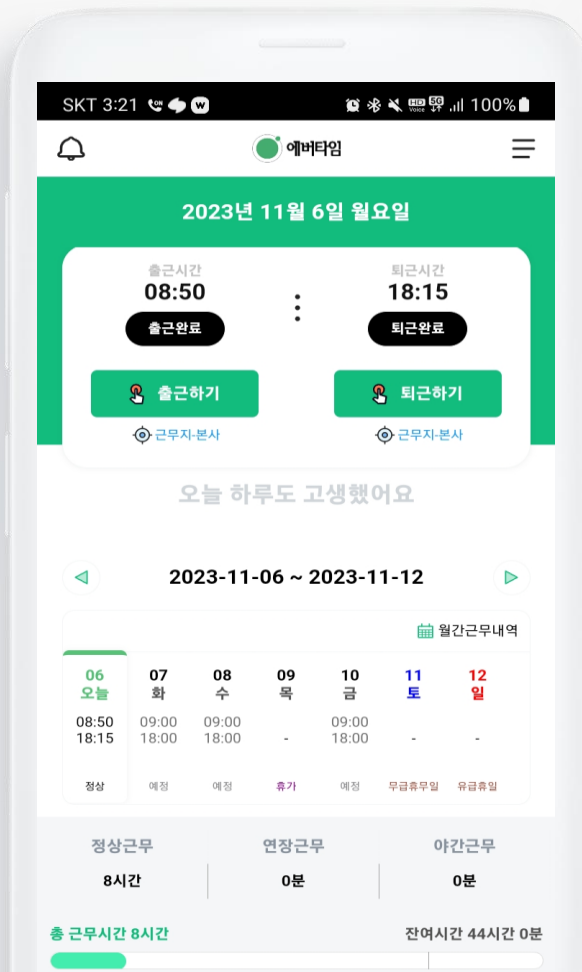 SKT 3:21 ON W HD Voice 5G 100%
에버타임
2023년 11월 6일 월요일
출근시간 퇴근시간
08:50 18:15
출근완료 퇴근완료
출근하기 퇴근하기
근무지-본사 근무지-본사
오늘 하루도 고생했어요
2023-11-06 ~ 2023-11-12
월간근무내역
06 07 08 09 10 11 12
오늘 화 수 목 금 토 일
08:50 09:00 09:00 09:00
18:15 18:00 18:00 - 18:00 - -
정상 예정 예정 휴가 예정 무급휴무일 유급휴일
정상근무 연장근무 야간근무
8시간 0분 0분
총 근무시간 8시간 잔여시간 44시간 0분